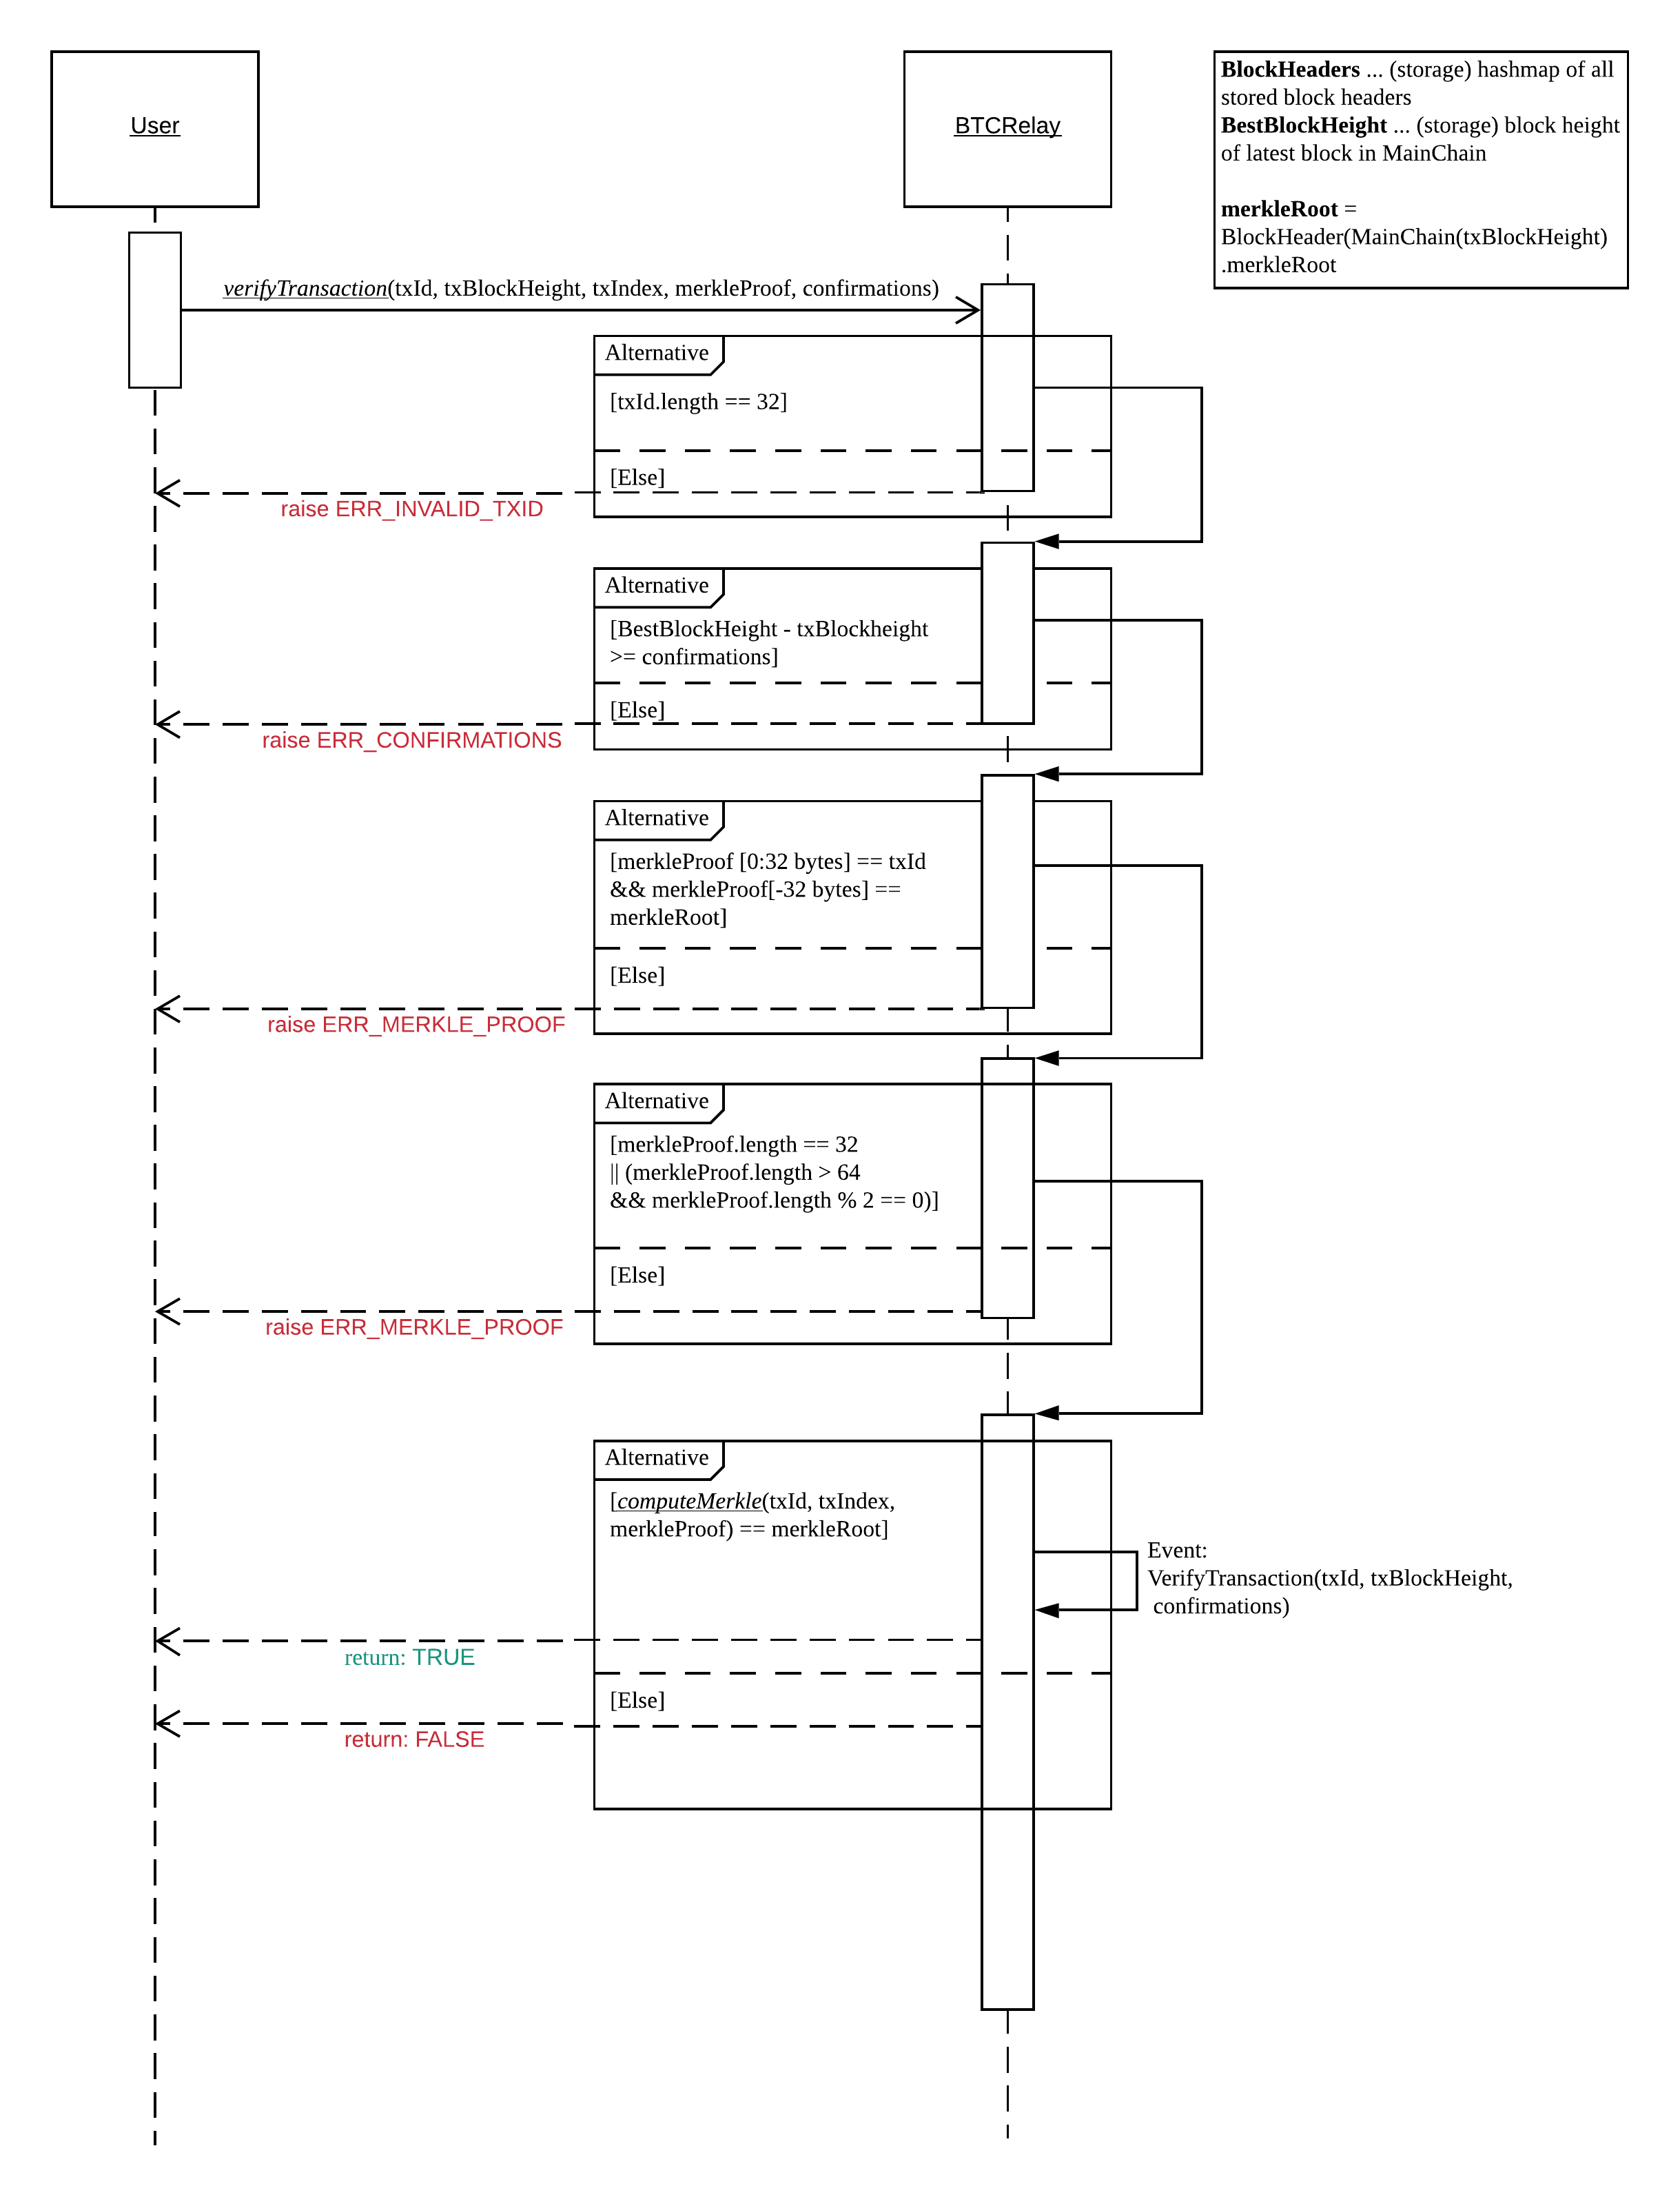 User
BTCRelay
BlockHeaders ... (storage) hashmap of all
stored block headers
BestBlockHeight ... (storage) block height
of latest block in MainChain
merkleRoot =
BlockHeader(MainChain(txBlockHeight)
.merkleRoot
verifyTransaction(txId, txBlockHeight, txIndex, merkleProof, confirmations)
Alternative
[txId.length == 32]
[Else]
raise ERR_INVALID_TXID
Alternative
[BestBlockHeight - txBlockheight
>= confirmations]
[Else]
raise ERR_CONFIRMATIONS
Alternative
[merkleProof [0:32 bytes] == txId
&& merkleProof[-32 bytes] ==
merkleRoot]
[Else]
raise ERR_MERKLE_PROOF
Alternative
[merkleProof.length == 32
|| (merkleProof.length > 64
&& merkleProof.length % 2 == 0)]
[Else]
raise ERR_MERKLE_PROOF
Alternative
[computeMerkle(txId, txIndex,
merkleProof) == merkleRoot]
Event:
VerifyTransaction(txId, txBlockHeight,
confirmations)
return: TRUE
[Else]
return: FALSE